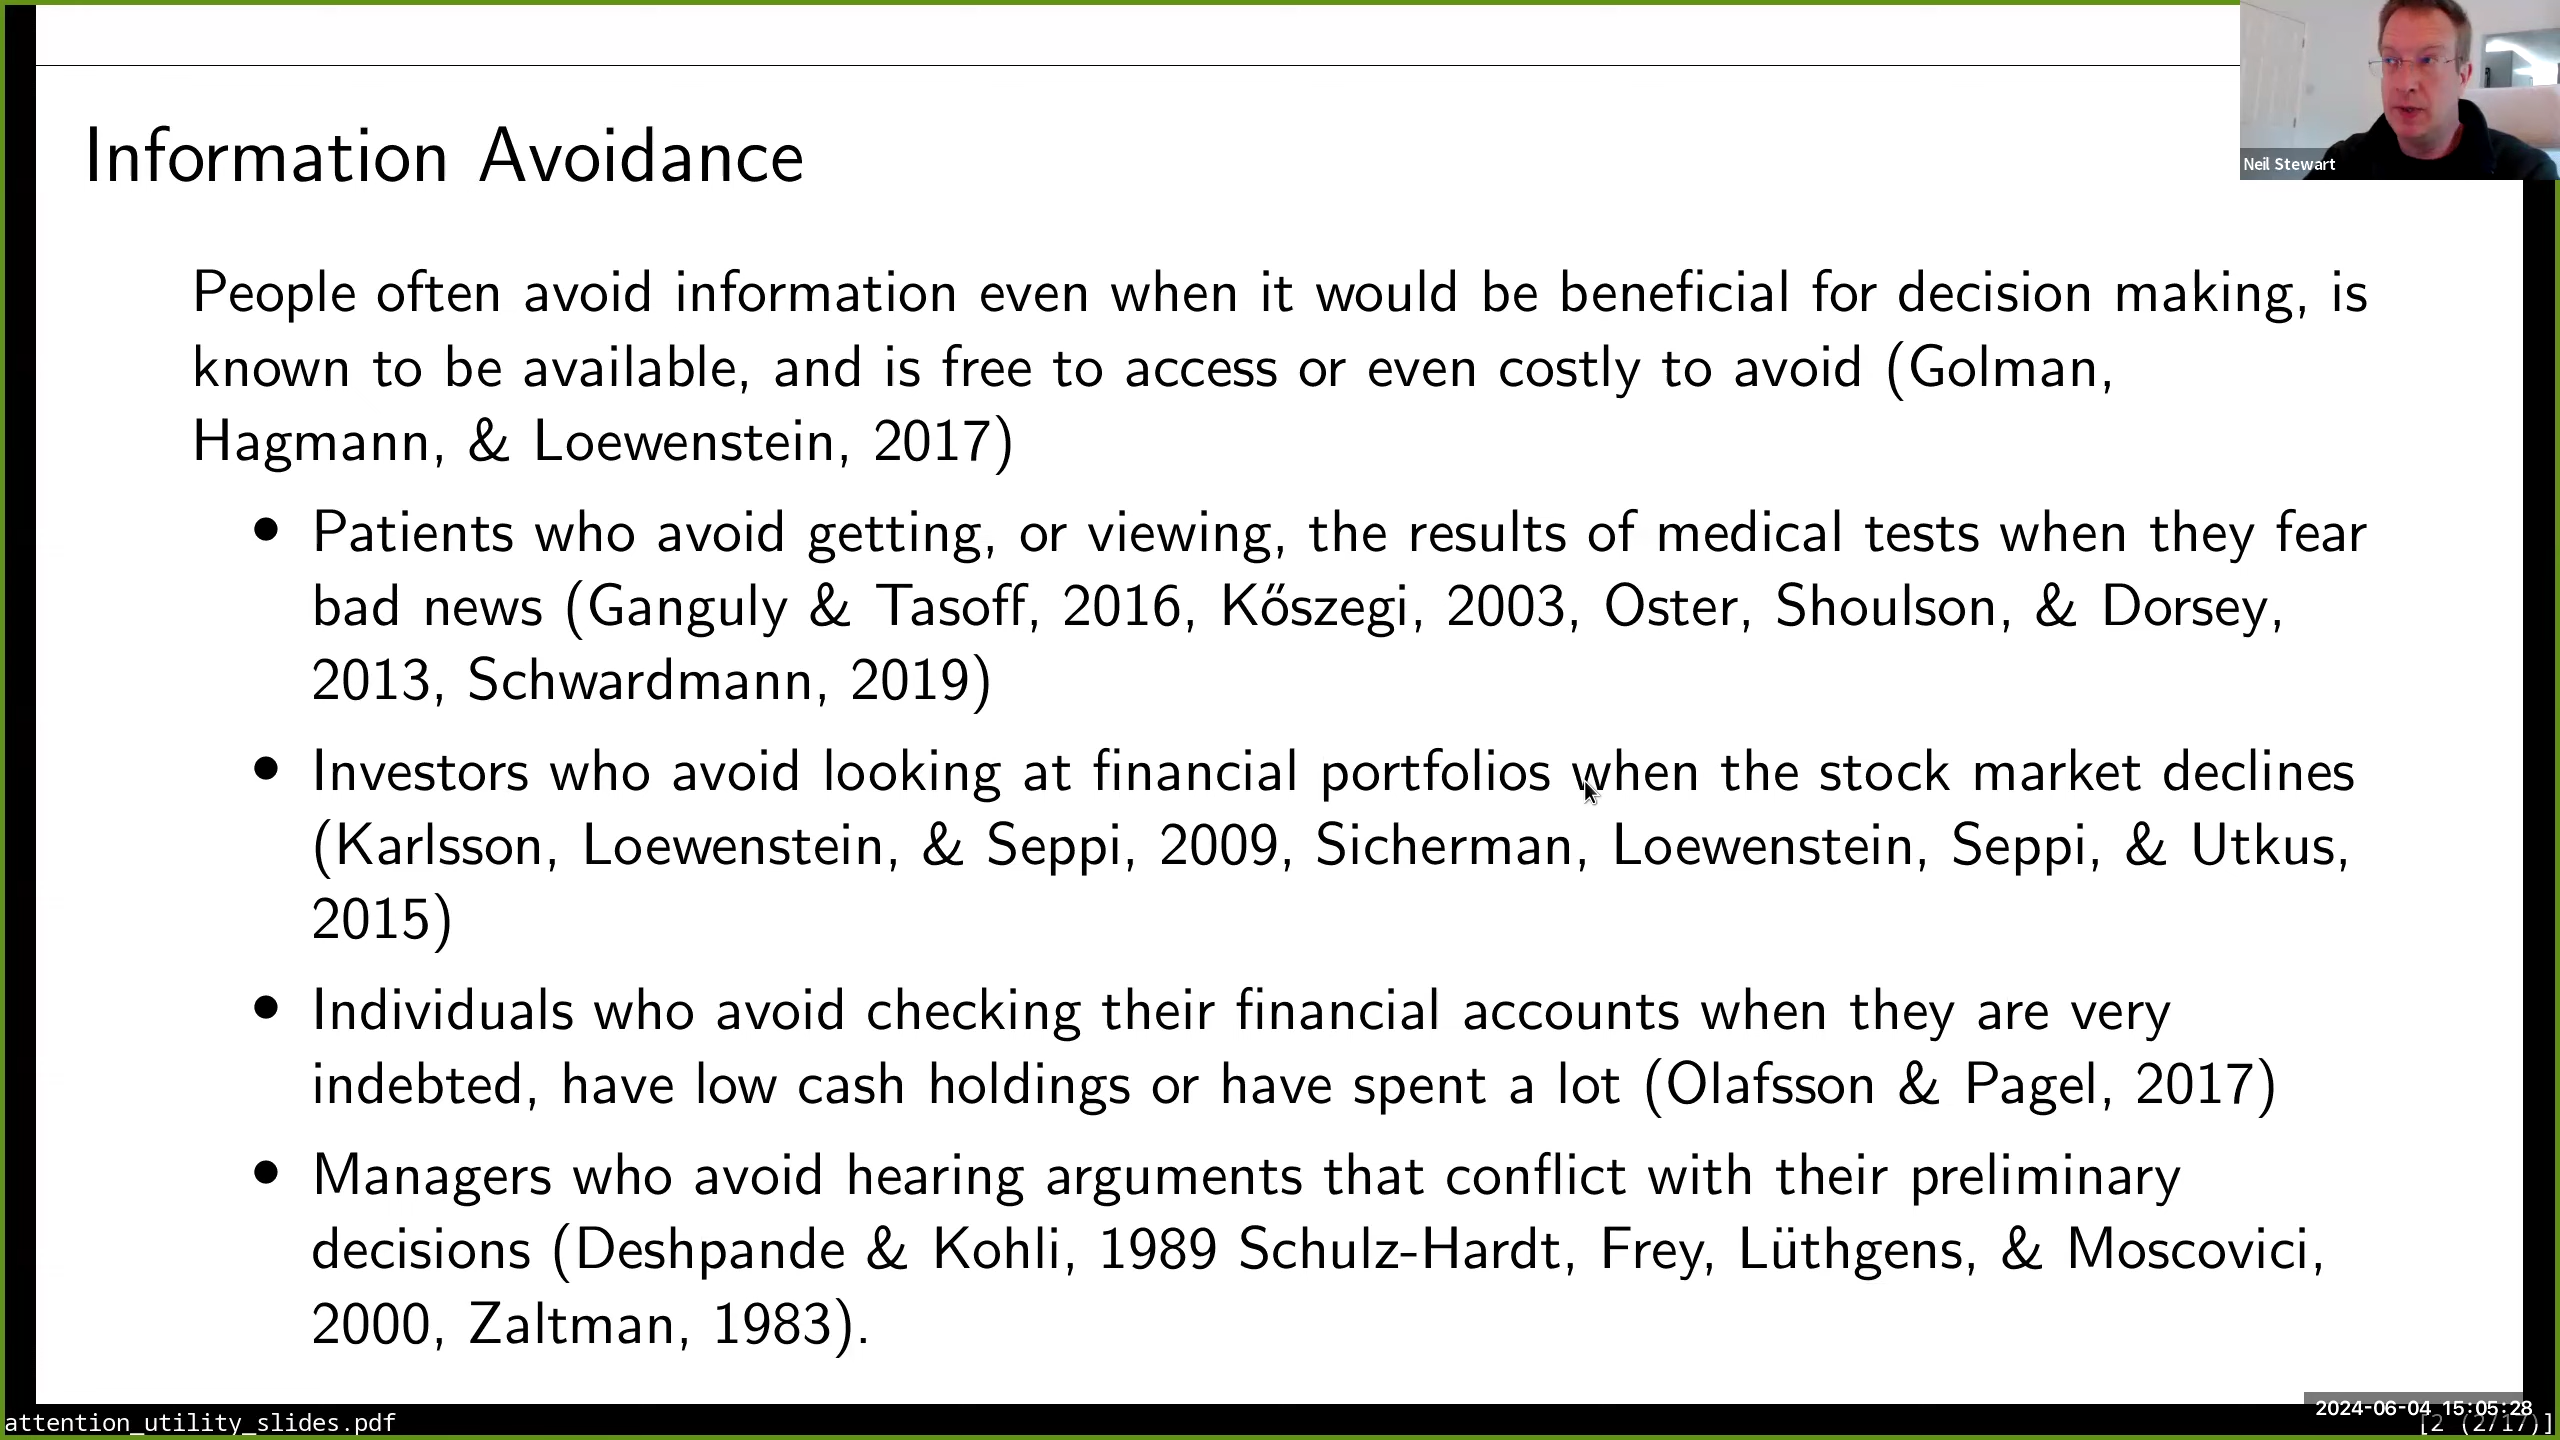 Information Avoidance
Neil Stewart
People often avoid information even when it would be beneficial for decision making, is
known to be available, and is free to access or even costly to avoid (Golman,
Hagmann, & Loewenstein, 2017)
• Patients who avoid getting, or viewing, the results of medical tests when they fear
bad news (Ganguly & Tasoff, 2016, Kőszegi, 2003, Oster, Shoulson, & Dorsey,
2013, Schwardmann, 2019)
• Investors who avoid looking at financial portfolios when the stock market declines
(Karlsson, Loewenstein, & Seppi, 2009, Sicherman, Loewenstein, Seppi, & Utkus,
2015)
• Individuals who avoid checking their financial accounts when they are very
indebted, have low cash holdings or have spent a lot (Olafsson & Pagel, 2017)
• Managers who avoid hearing arguments that conflict with their preliminary
decisions (Deshpande & Kohli, 1989 Schulz-Hardt, Frey, Lüthgens, & Moscovici,
2000, Zaltman, 1983).
2024-06-04 15:05:28
attention_utility_slides.pdf
[2 (2/17)]